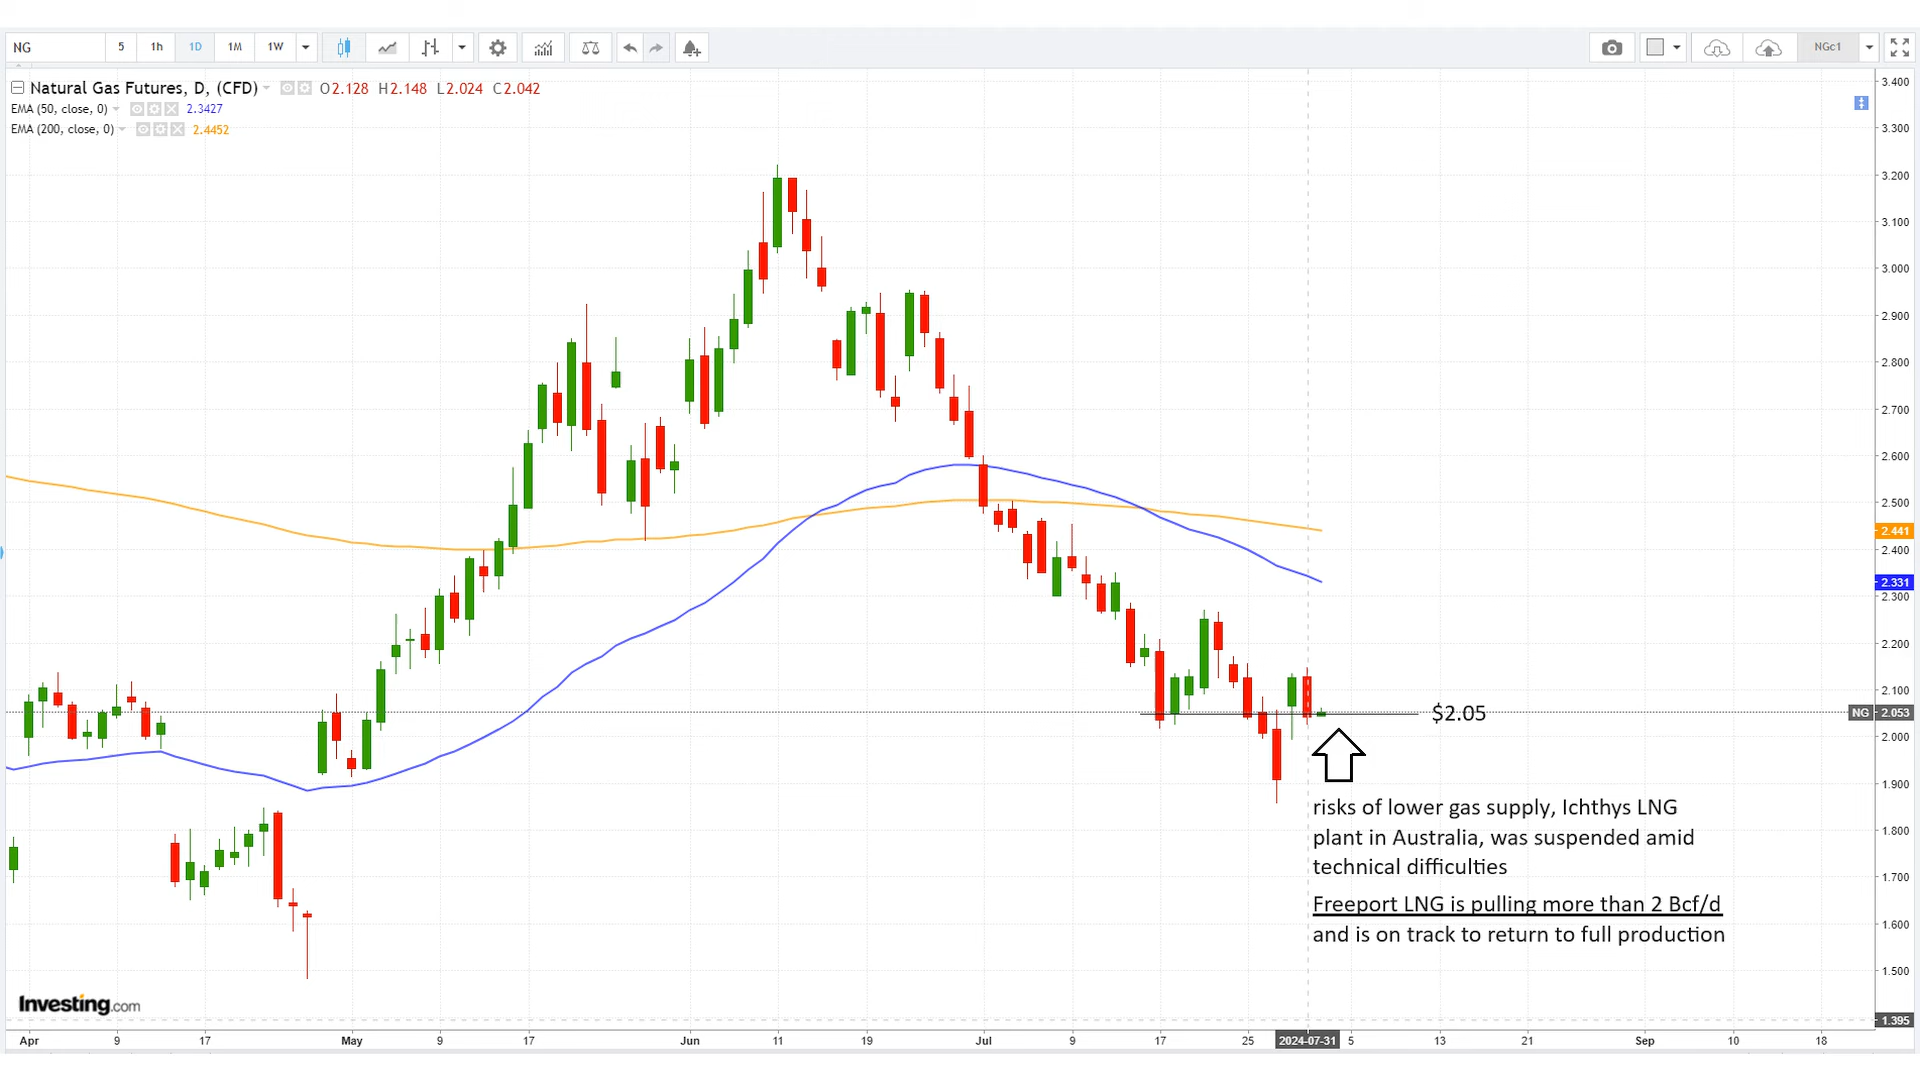 NG 5 1h 1D 1M 1W NGc1
Natural Gas Futures, D, (CFD) O2.128 H2.148 L2.024 C2.042
EMA (50, close, 0) 2.3427
EMA (200, close, 0) 2.4452
3.400
3.300
3.200
3.100
3.000
2.900
2.800
2.700
2.600
2.500
2.441
2.400
2.331
2.300
2.200
2.100
$2.05
NG 2.053
2.000
1.900
risks of lower gas supply, Ichthys LNG
plant in Australia, was suspended amid
technical difficulties
Freeport LNG is pulling more than 2 Bcf/d
and is on track to return to full production
1.800
1.700
1.600
1.500
1.395
Investing.com
Apr 9 17 May 9 17 Jun 11 19 Jul 9 17 25 2024-07-31 5 13 21 Sep 10 18